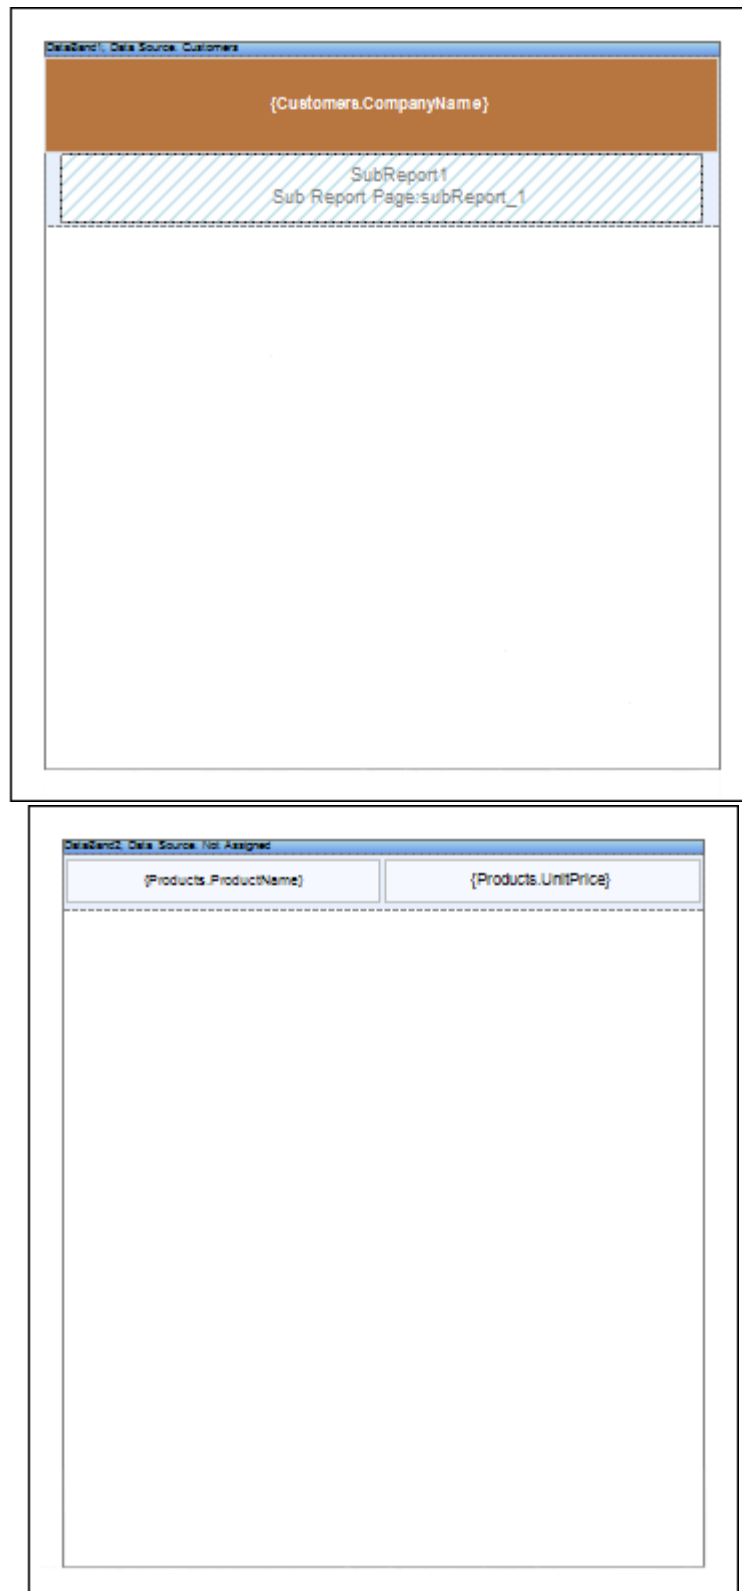 DataBand1; Data Source: Customers
{Customers.CompanyName}
SubReport1
Sub Report Page:subReport_1
DataBand2; Data Source: Not Assigned
{Products.ProductName}
{Products.UnitPrice}